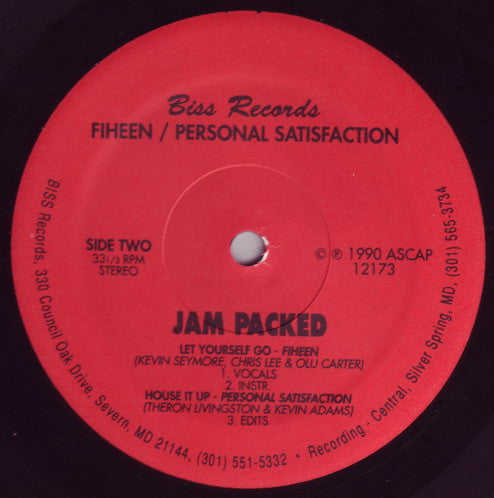 Biss Records
FIHEEN / PERSONAL SATISFACTION
SIDE TWO
33 1/3 RPM
STEREO
© ℗ 1990 ASCAP
12173
JAM PACKED
LET YOURSELF GO - FIHEEN
(KEVIN SEYMORE, CHRIS LEE & OLU CARTER)
1. VOCALS
2. INSTR.
HOUSE IT UP - PERSONAL SATISFACTION
(THERON LIVINGSTON & KEVIN ADAMS)
3. EDITS
BISS Records, 330 Council Oak Drive, Severn, MD 21144, (301) 551-5332 • Recording - Central, Silver Spring, MD, (301) 565-3734